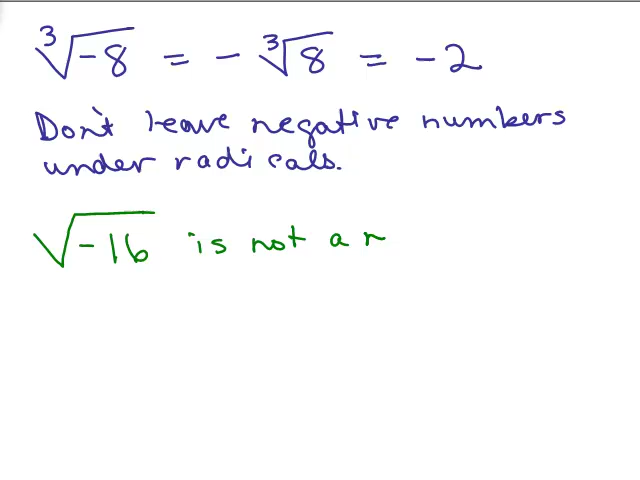 ∛-8 = - ∛8 = -2
Don't leave negative numbers
under radicals.
√-16 is not a r